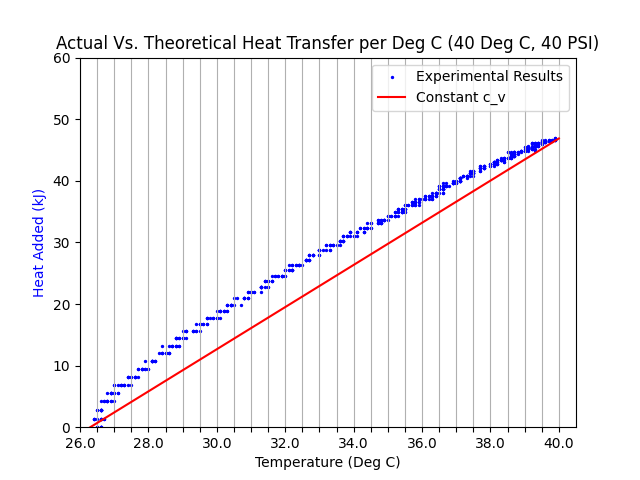 Actual Vs. Theoretical Heat Transfer per Deg C (40 Deg C, 40 PSI)
Experimental Results
Constant c_v
60
50
40
30
20
10
0
Heat Added (kJ)
26.0 28.0 30.0 32.0 34.0 36.0 38.0 40.0
Temperature (Deg C)